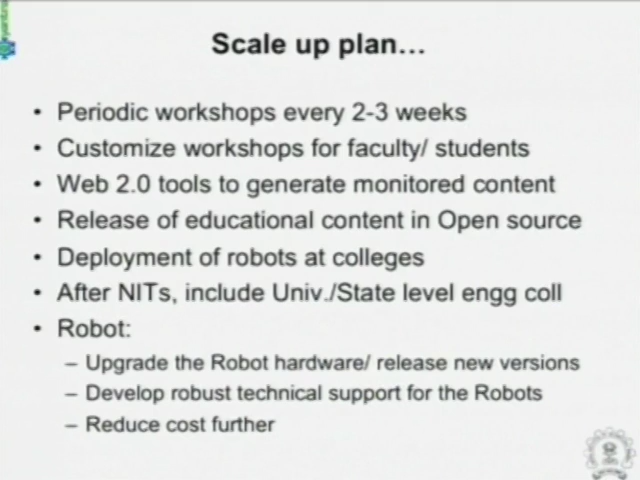 Scale up plan...
• Periodic workshops every 2-3 weeks
• Customize workshops for faculty/ students
• Web 2.0 tools to generate monitored content
• Release of educational content in Open source
• Deployment of robots at colleges
• After NITs, include Univ./State level engg coll
• Robot:
– Upgrade the Robot hardware/ release new versions
– Develop robust technical support for the Robots
– Reduce cost further